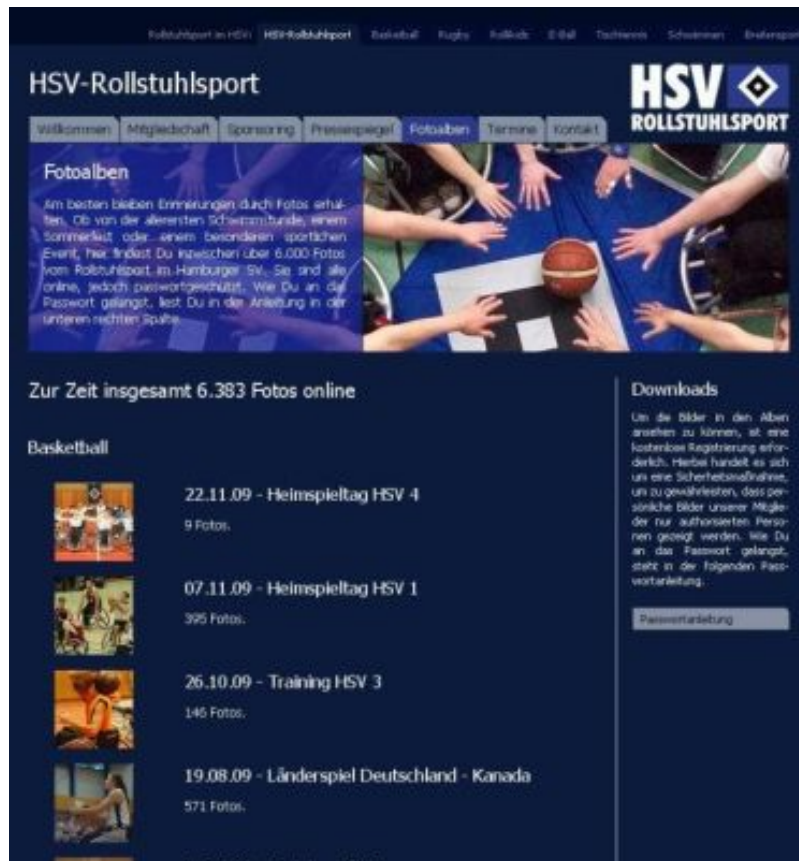 Rollstuhlsport im HSV HSV-Rollstuhlsport Basketball Rugby Rollikids E-Ball Tischtennis Schwimmen Breitensport
HSV-Rollstuhlsport
HSV
ROLLSTUHLSPORT
Willkommen Mitgliedschaft Sponsoring Pressespiegel Fotoalben Termine Kontakt
Fotoalben
Am besten bleiben Erinnerungen durch Fotos erhal-
ten. Ob von der allerersten Schwimmstunde, einem
Sommerfest oder einem besonderen sportlichen
Event, hier findest Du inzwischen über 6.000 Fotos
vom Rollstuhlsport im Hamburger SV. Sie sind alle
online, jedoch passwortgeschützt. Wie Du an das
Passwort gelangst, liest Du in der Anleitung in der
unteren rechten Spalte.
Zur Zeit insgesamt 6.383 Fotos online
Basketball
22.11.09 - Heimspieltag HSV 4
9 Fotos.
07.11.09 - Heimspieltag HSV 1
395 Fotos.
26.10.09 - Training HSV 3
146 Fotos.
19.08.09 - Länderspiel Deutschland - Kanada
571 Fotos.
Downloads
Um die Bilder in den Alben
ansehen zu können, ist eine
kostenlose Registrierung erfor-
derlich. Hierbei handelt es sich
um eine Sicherheitsmaßnahme,
um zu gewährleisten, dass per-
sönliche Bilder unserer Mitglie-
der nur authorisierten Perso-
nen gezeigt werden. Wie Du
an das Passwort gelangst,
steht in der folgenden Pass-
wortanleitung.
Passwortanleitung